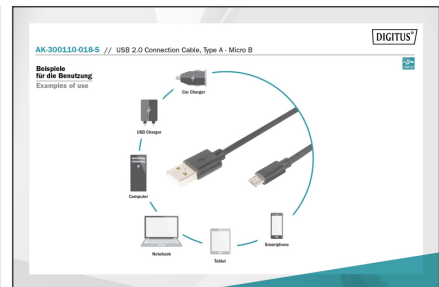 DIGITUS®
AK-300110-018-S // USB 2.0 Connection Cable, Type A - Micro B
Beispiele
für die Benutzung
Examples of use
Car Charger
USB Charger
Computer
Notebook
Tablet
Smartphone